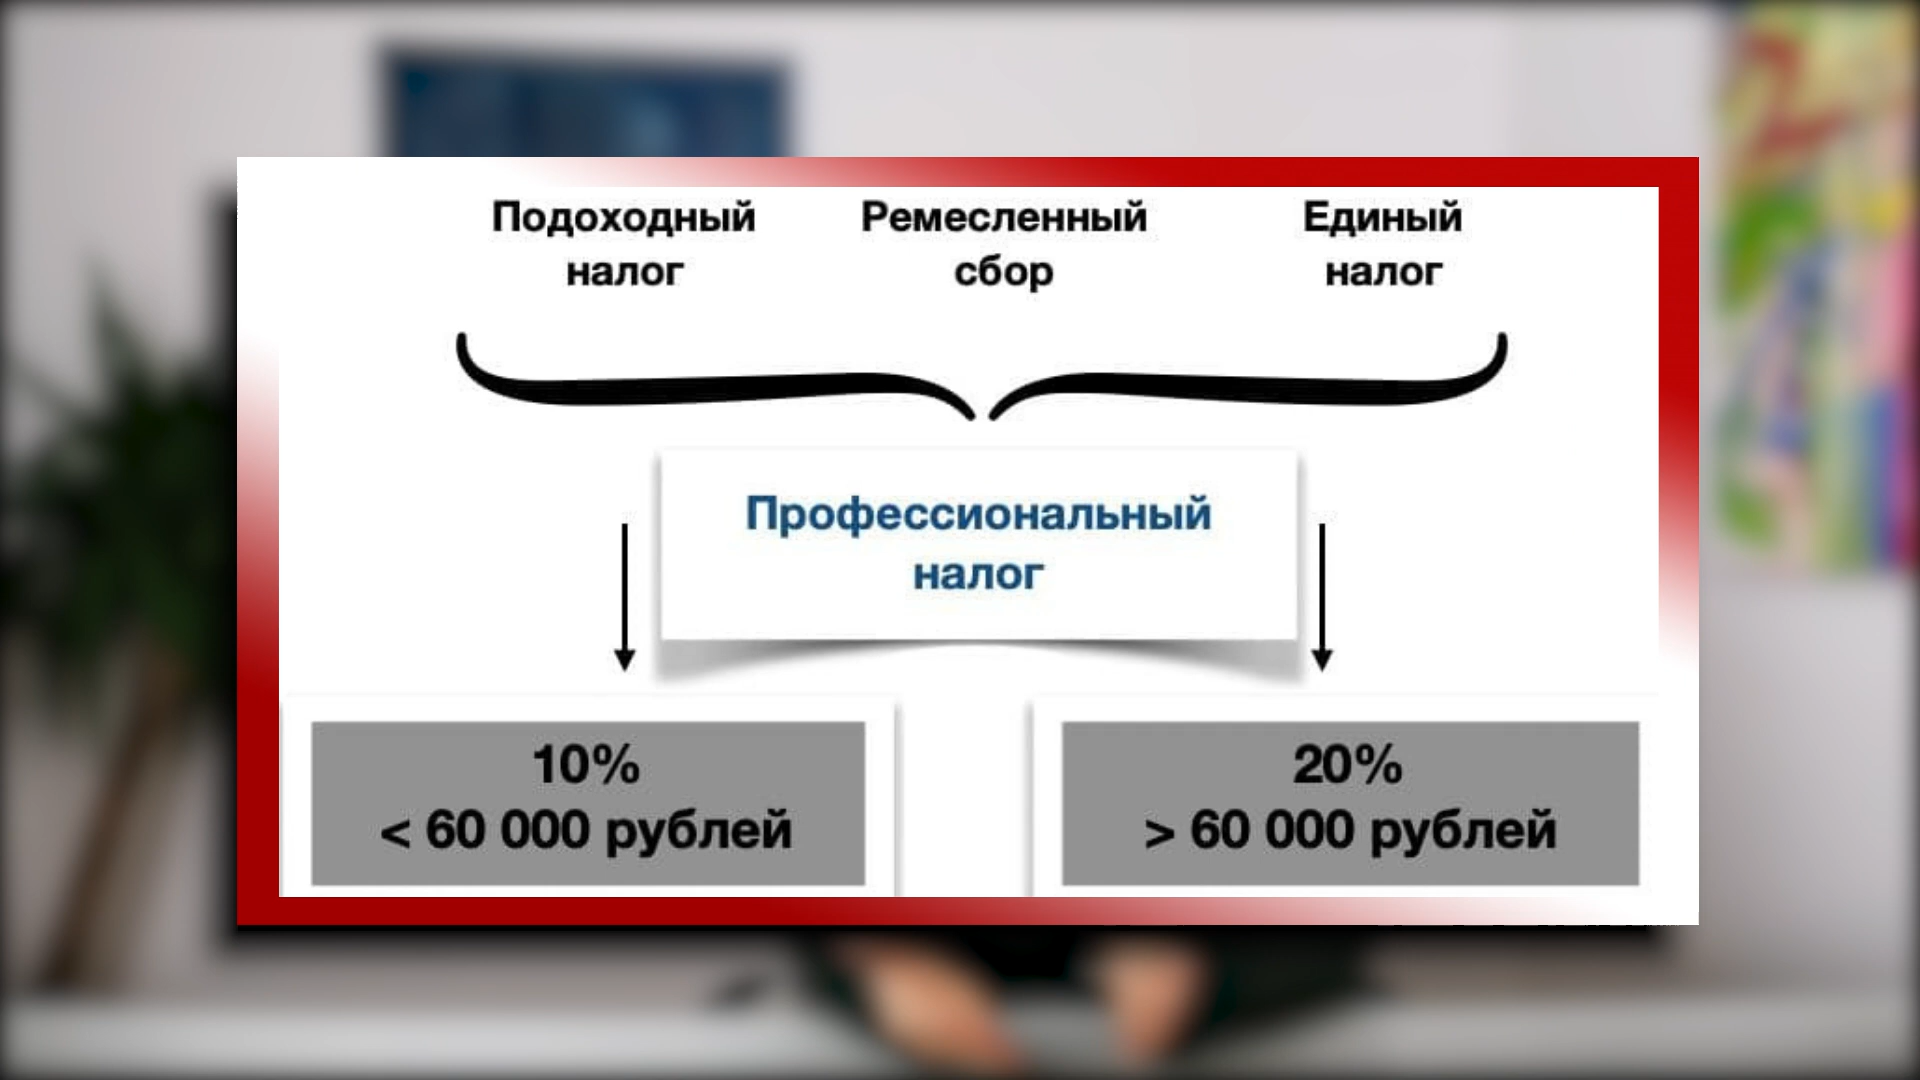 Подоходный
налог
Ремесленный
сбор
Единый
налог
Профессиональный
налог
10%
< 60 000 рублей
20%
> 60 000 рублей